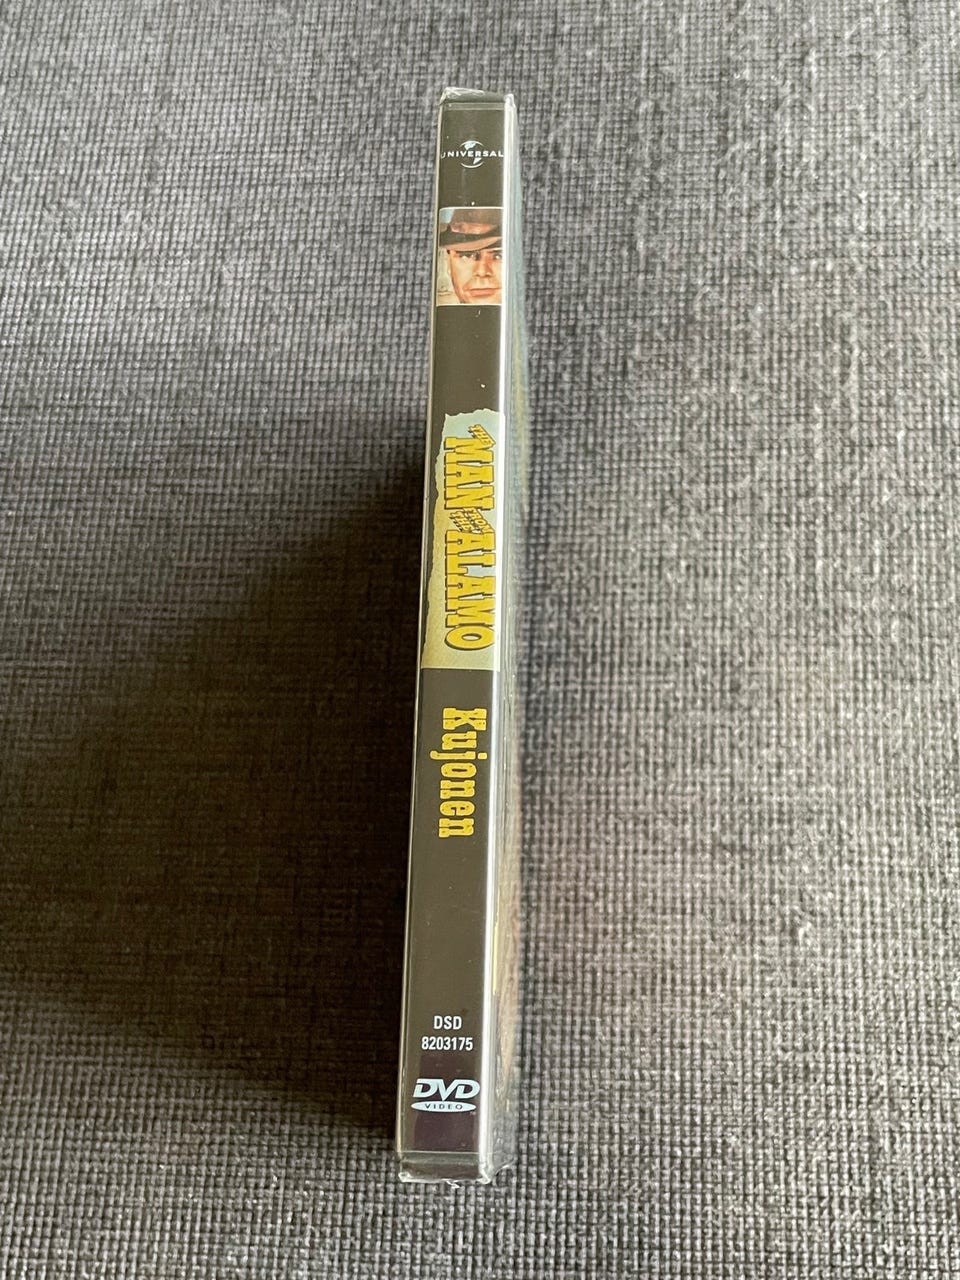 UNIVERSAL
THE MAN FROM THE ALAMO
Kujonen
DSD
8203175
DVD
VIDEO